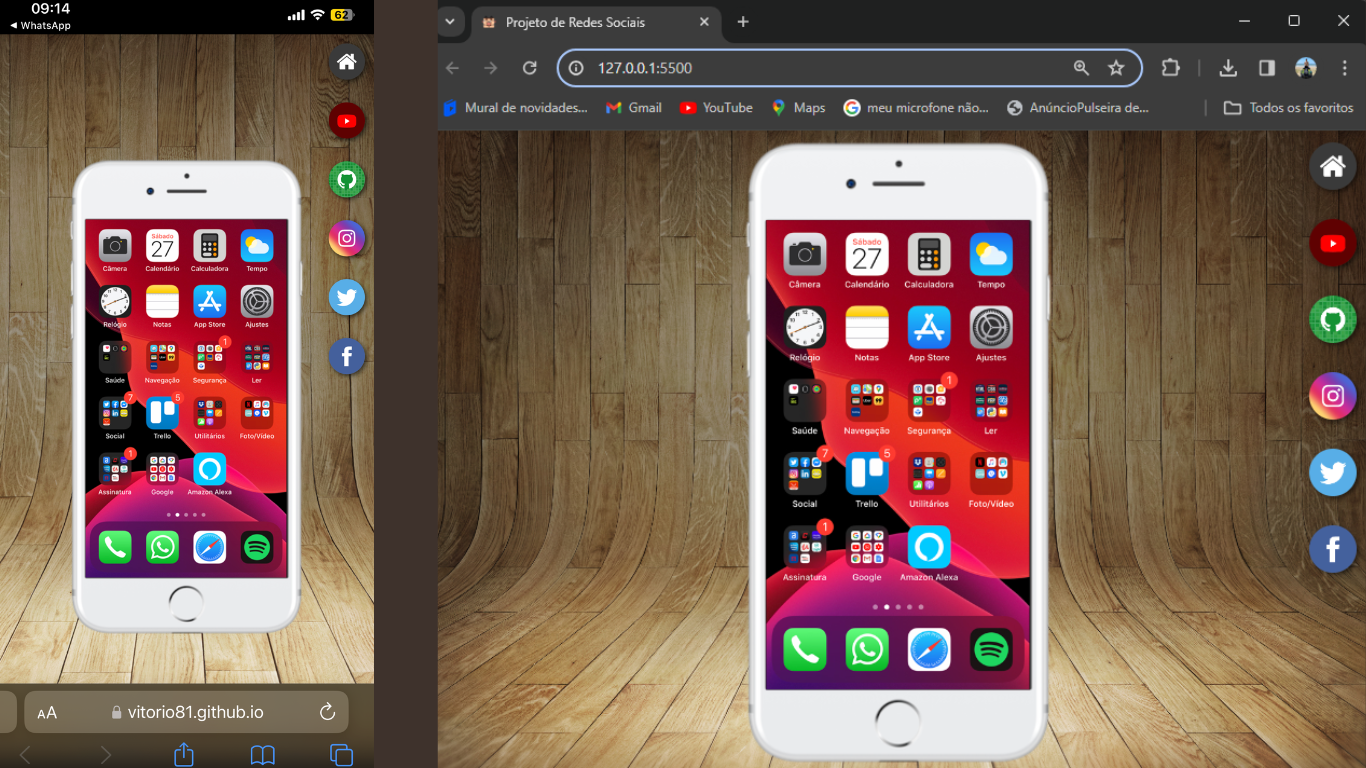 09:14
62
◀ WhatsApp
Sábado
27
Câmera Calendário Calculadora Tempo
Relógio Notas App Store Ajustes
1
Saúde Navegação Segurança Ler
7 5
Social Trello Utilitários Foto/Vídeo
1
Assinatura Google Amazon Alexa
AA vitorio81.github.io
Projeto de Redes Sociais
127.0.0.1:5500
Mural de novidades... Gmail YouTube Maps meu microfone não... AnúncioPulseira de... Todos os favoritos
Sábado
27
Câmera Calendário Calculadora Tempo
Relógio Notas App Store Ajustes
1
Saúde Navegação Segurança Ler
7 5
Social Trello Utilitários Foto/Vídeo
1
Assinatura Google Amazon Alexa